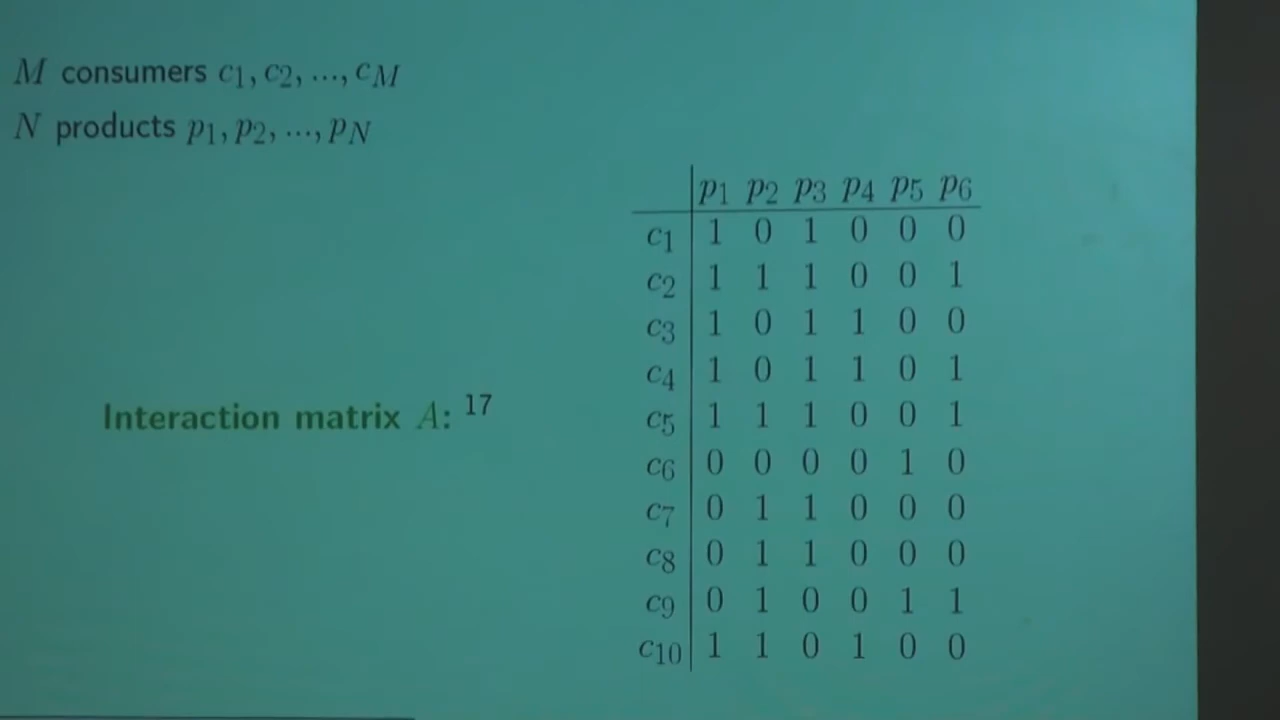 M consumers c1, c2, ..., cM
N products p1, p2, ..., pN
p1 p2 p3 p4 p5 p6
c1 1 0 1 0 0 0
c2 1 1 1 0 0 1
c3 1 0 1 1 0 0
c4 1 0 1 1 0 1
Interaction matrix A: 17
c5 1 1 1 0 0 1
c6 0 0 0 0 1 0
c7 0 1 1 0 0 0
c8 0 1 1 0 0 0
c9 0 1 0 0 1 1
c10 1 1 0 1 0 0